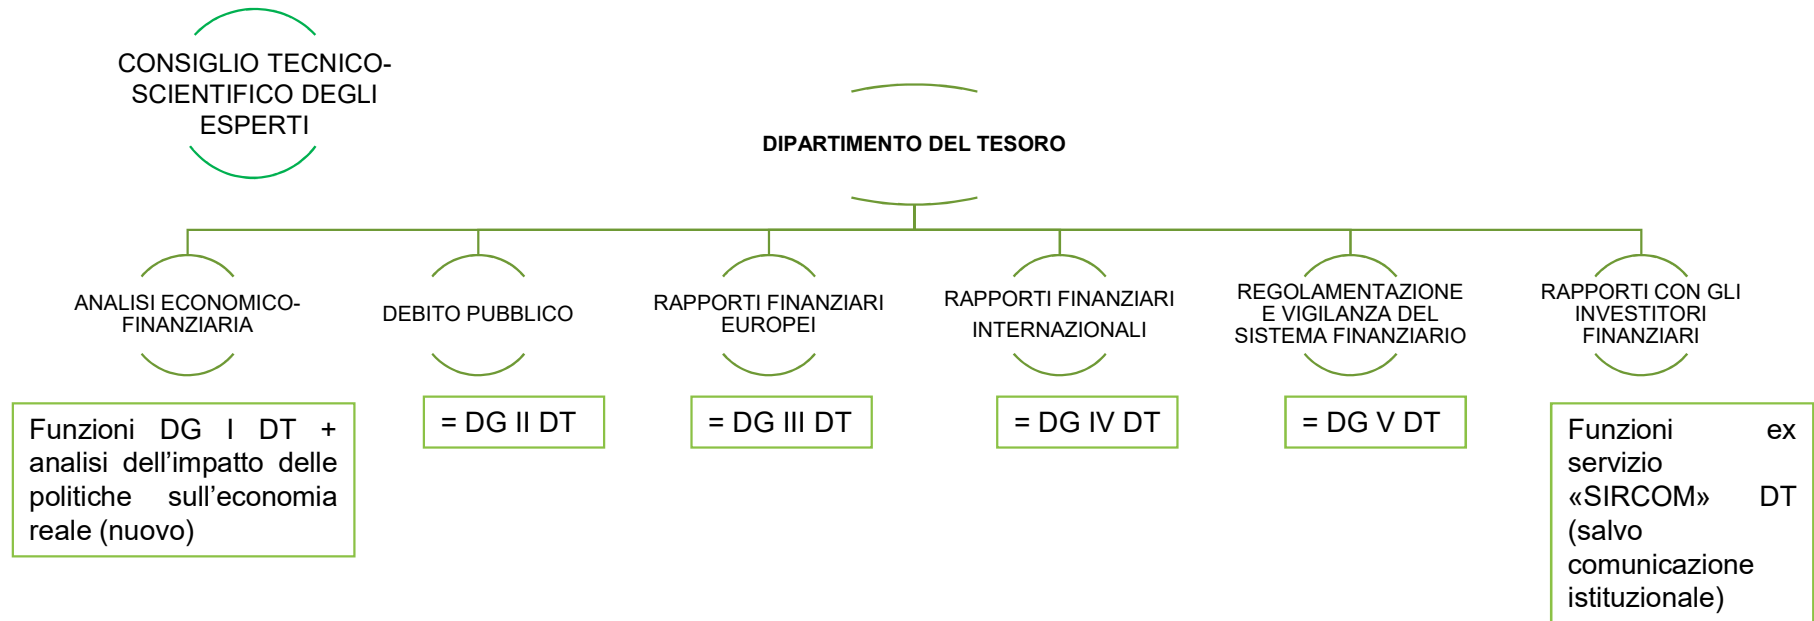 CONSIGLIO TECNICO-
SCIENTIFICO DEGLI
ESPERTI
DIPARTIMENTO DEL TESORO
ANALISI ECONOMICO-
FINANZIARIA
DEBITO PUBBLICO
RAPPORTI FINANZIARI
EUROPEI
RAPPORTI FINANZIARI
INTERNAZIONALI
REGOLAMENTAZIONE
E VIGILANZA DEL
SISTEMA FINANZIARIO
RAPPORTI CON GLI
INVESTITORI
FINANZIARI
Funzioni DG I DT +
analisi dell’impatto delle
politiche sull’economia
reale (nuovo)
= DG II DT
= DG III DT
= DG IV DT
= DG V DT
Funzioni ex
servizio
«SIRCOM» DT
(salvo
comunicazione
istituzionale)